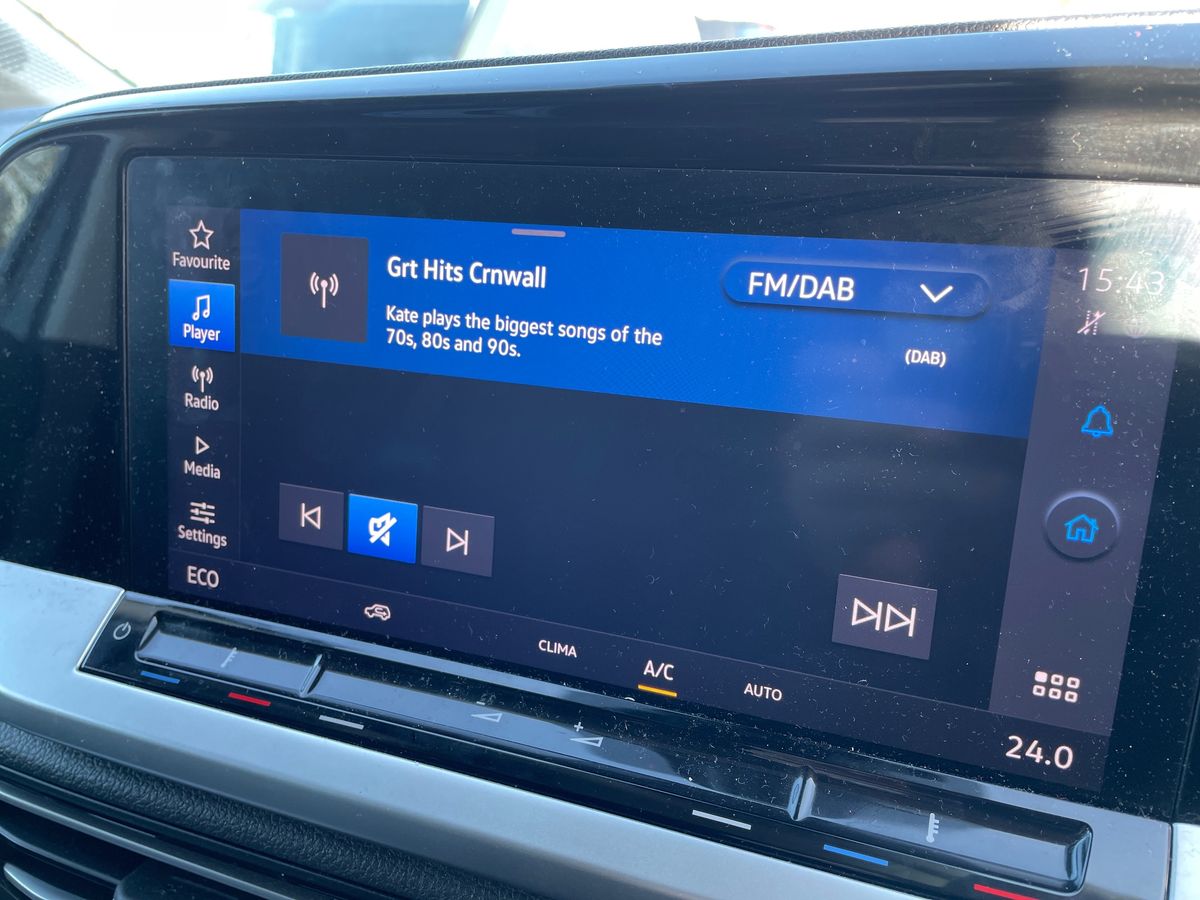 Favourite
Player
Radio
Media
Settings
ECO
Grt Hits Crnwall
Kate plays the biggest songs of the
70s, 80s and 90s.
FM/DAB
(DAB)
15:43
CLIMA
A/C
AUTO
24.0